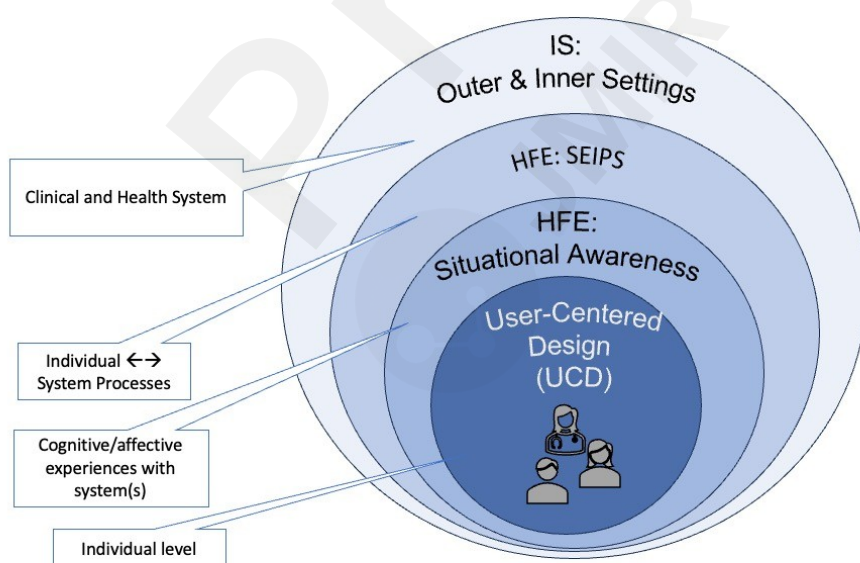 IS:
Outer & Inner Settings
HFE: SEIPS
HFE:
Situational Awareness
User-Centered
Design
(UCD)
Clinical and Health System
Individual ←→
System Processes
Cognitive/affective
experiences with
system(s)
Individual level
JMIR